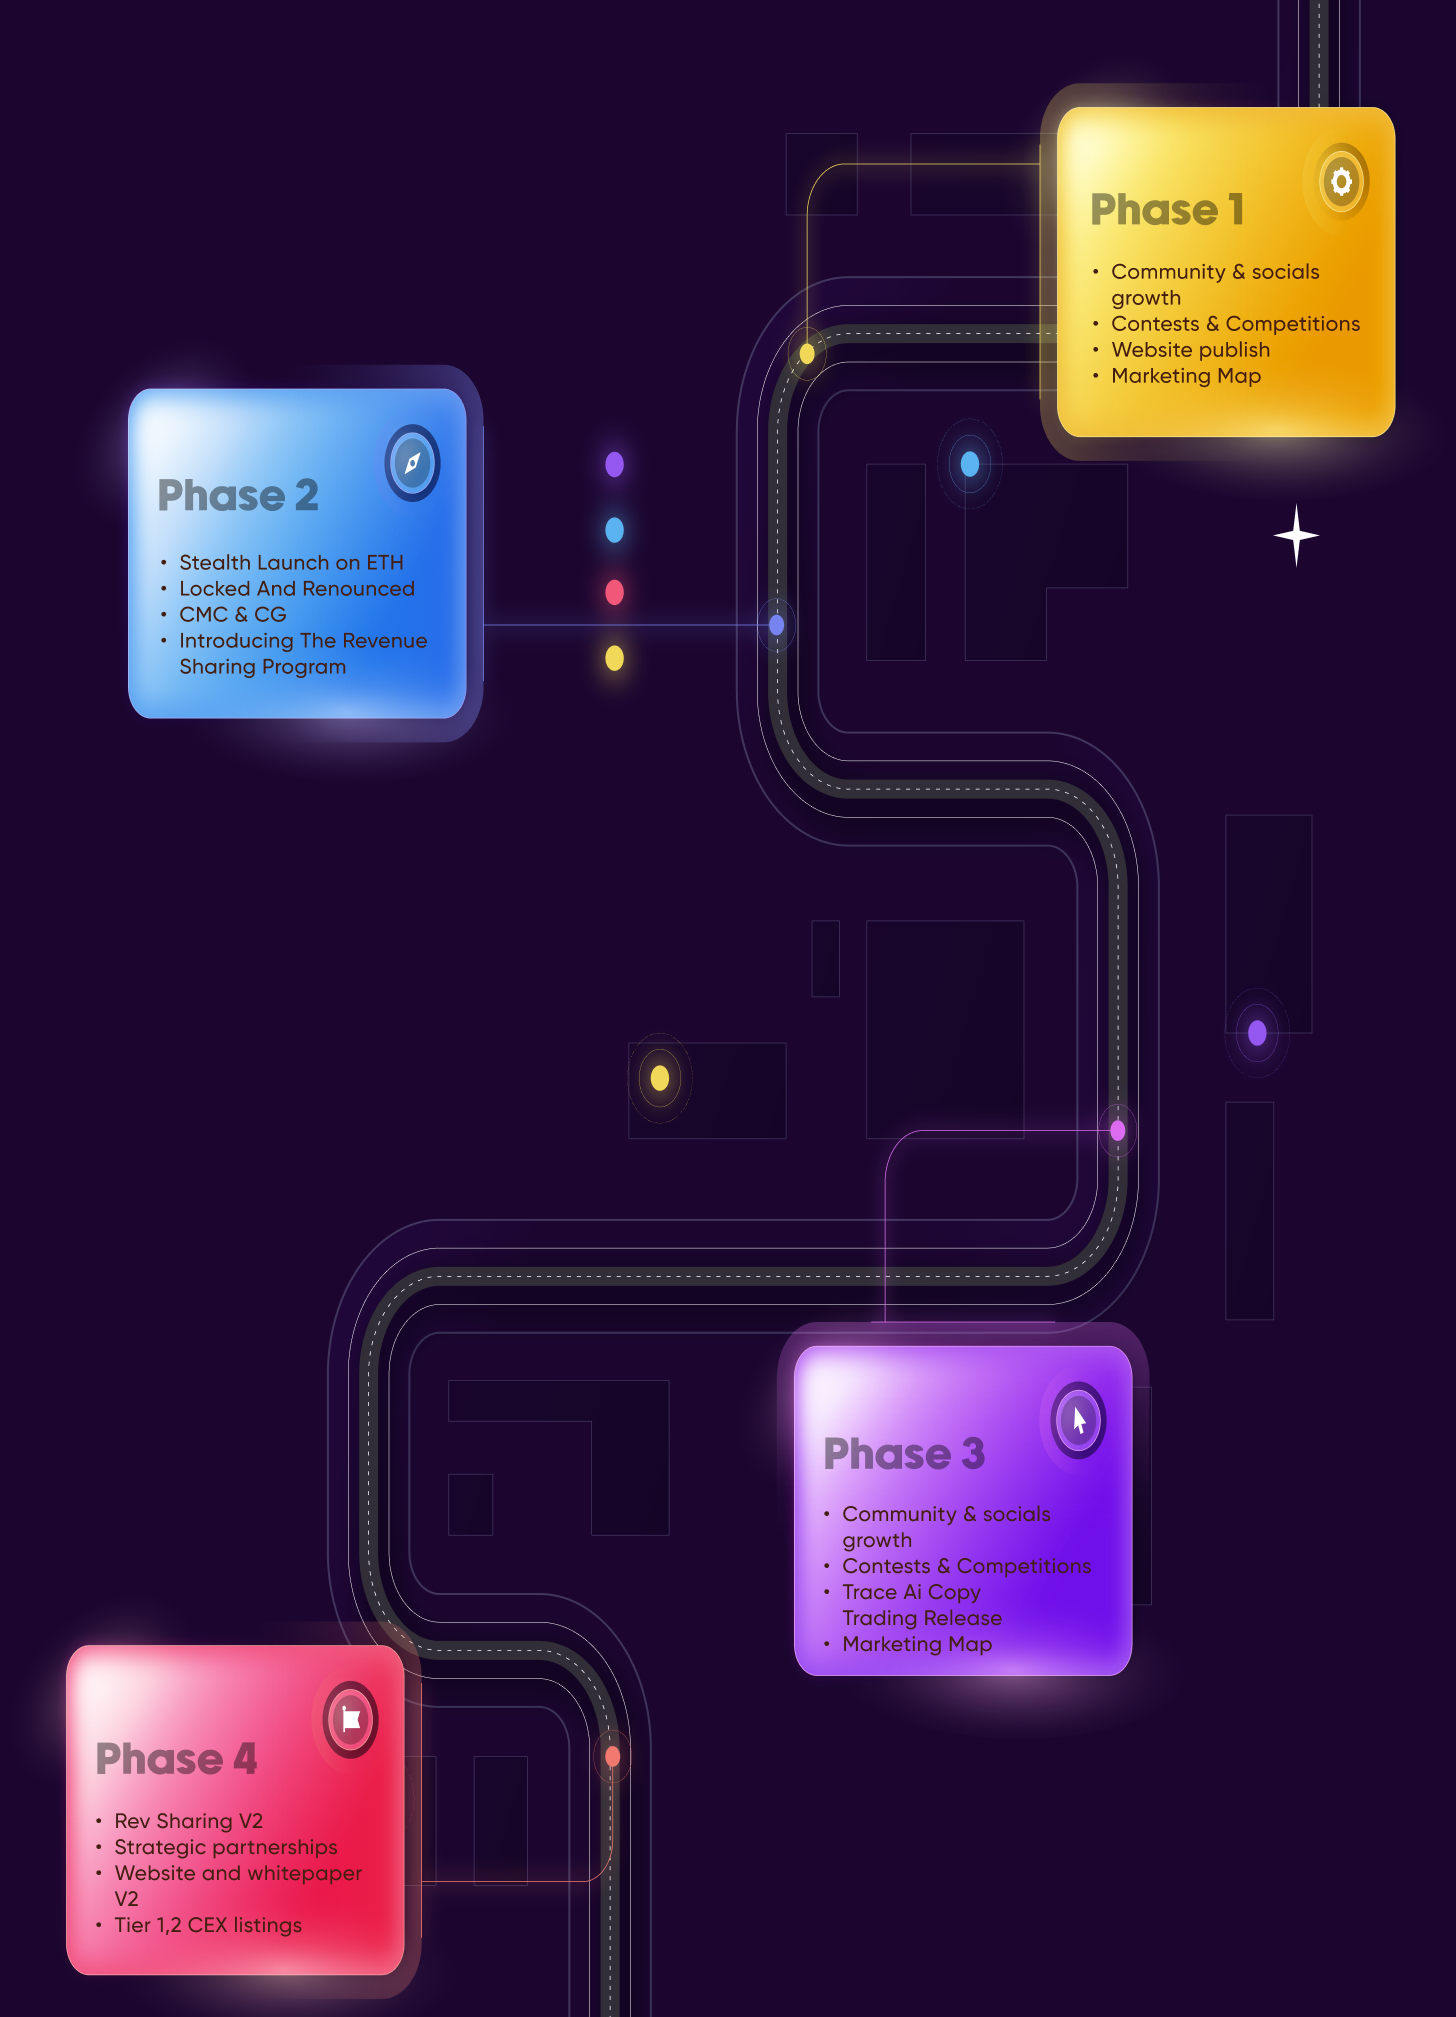 Phase 1
• Community & socials
growth
• Contests & Competitions
• Website publish
• Marketing Map
Phase 2
• Stealth Launch on ETH
• Locked And Renounced
• CMC & CG
• Introducing The Revenue
Sharing Program
Phase 3
• Community & socials
growth
• Contests & Competitions
• Trace Ai Copy
Trading Release
• Marketing Map
Phase 4
• Rev Sharing V2
• Strategic partnerships
• Website and whitepaper
V2
• Tier 1,2 CEX listings